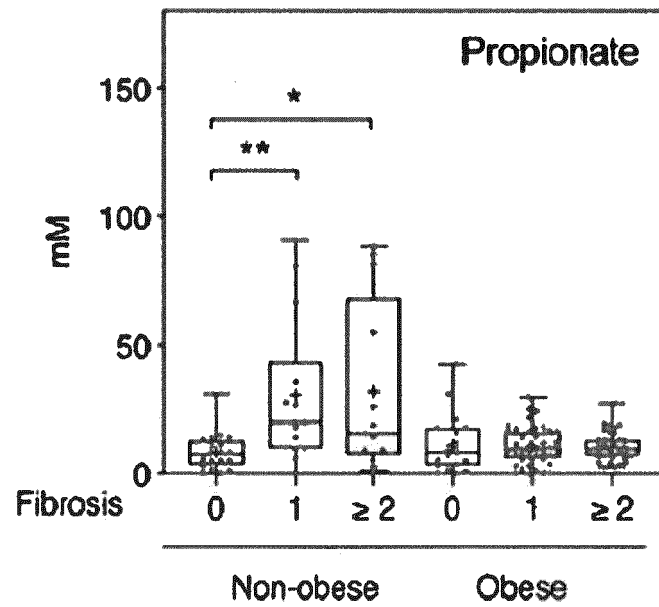 Propionate
150
*
**
100
mM
50
0
Fibrosis 0 1 ≥ 2 0 1 ≥ 2
Non-obese Obese